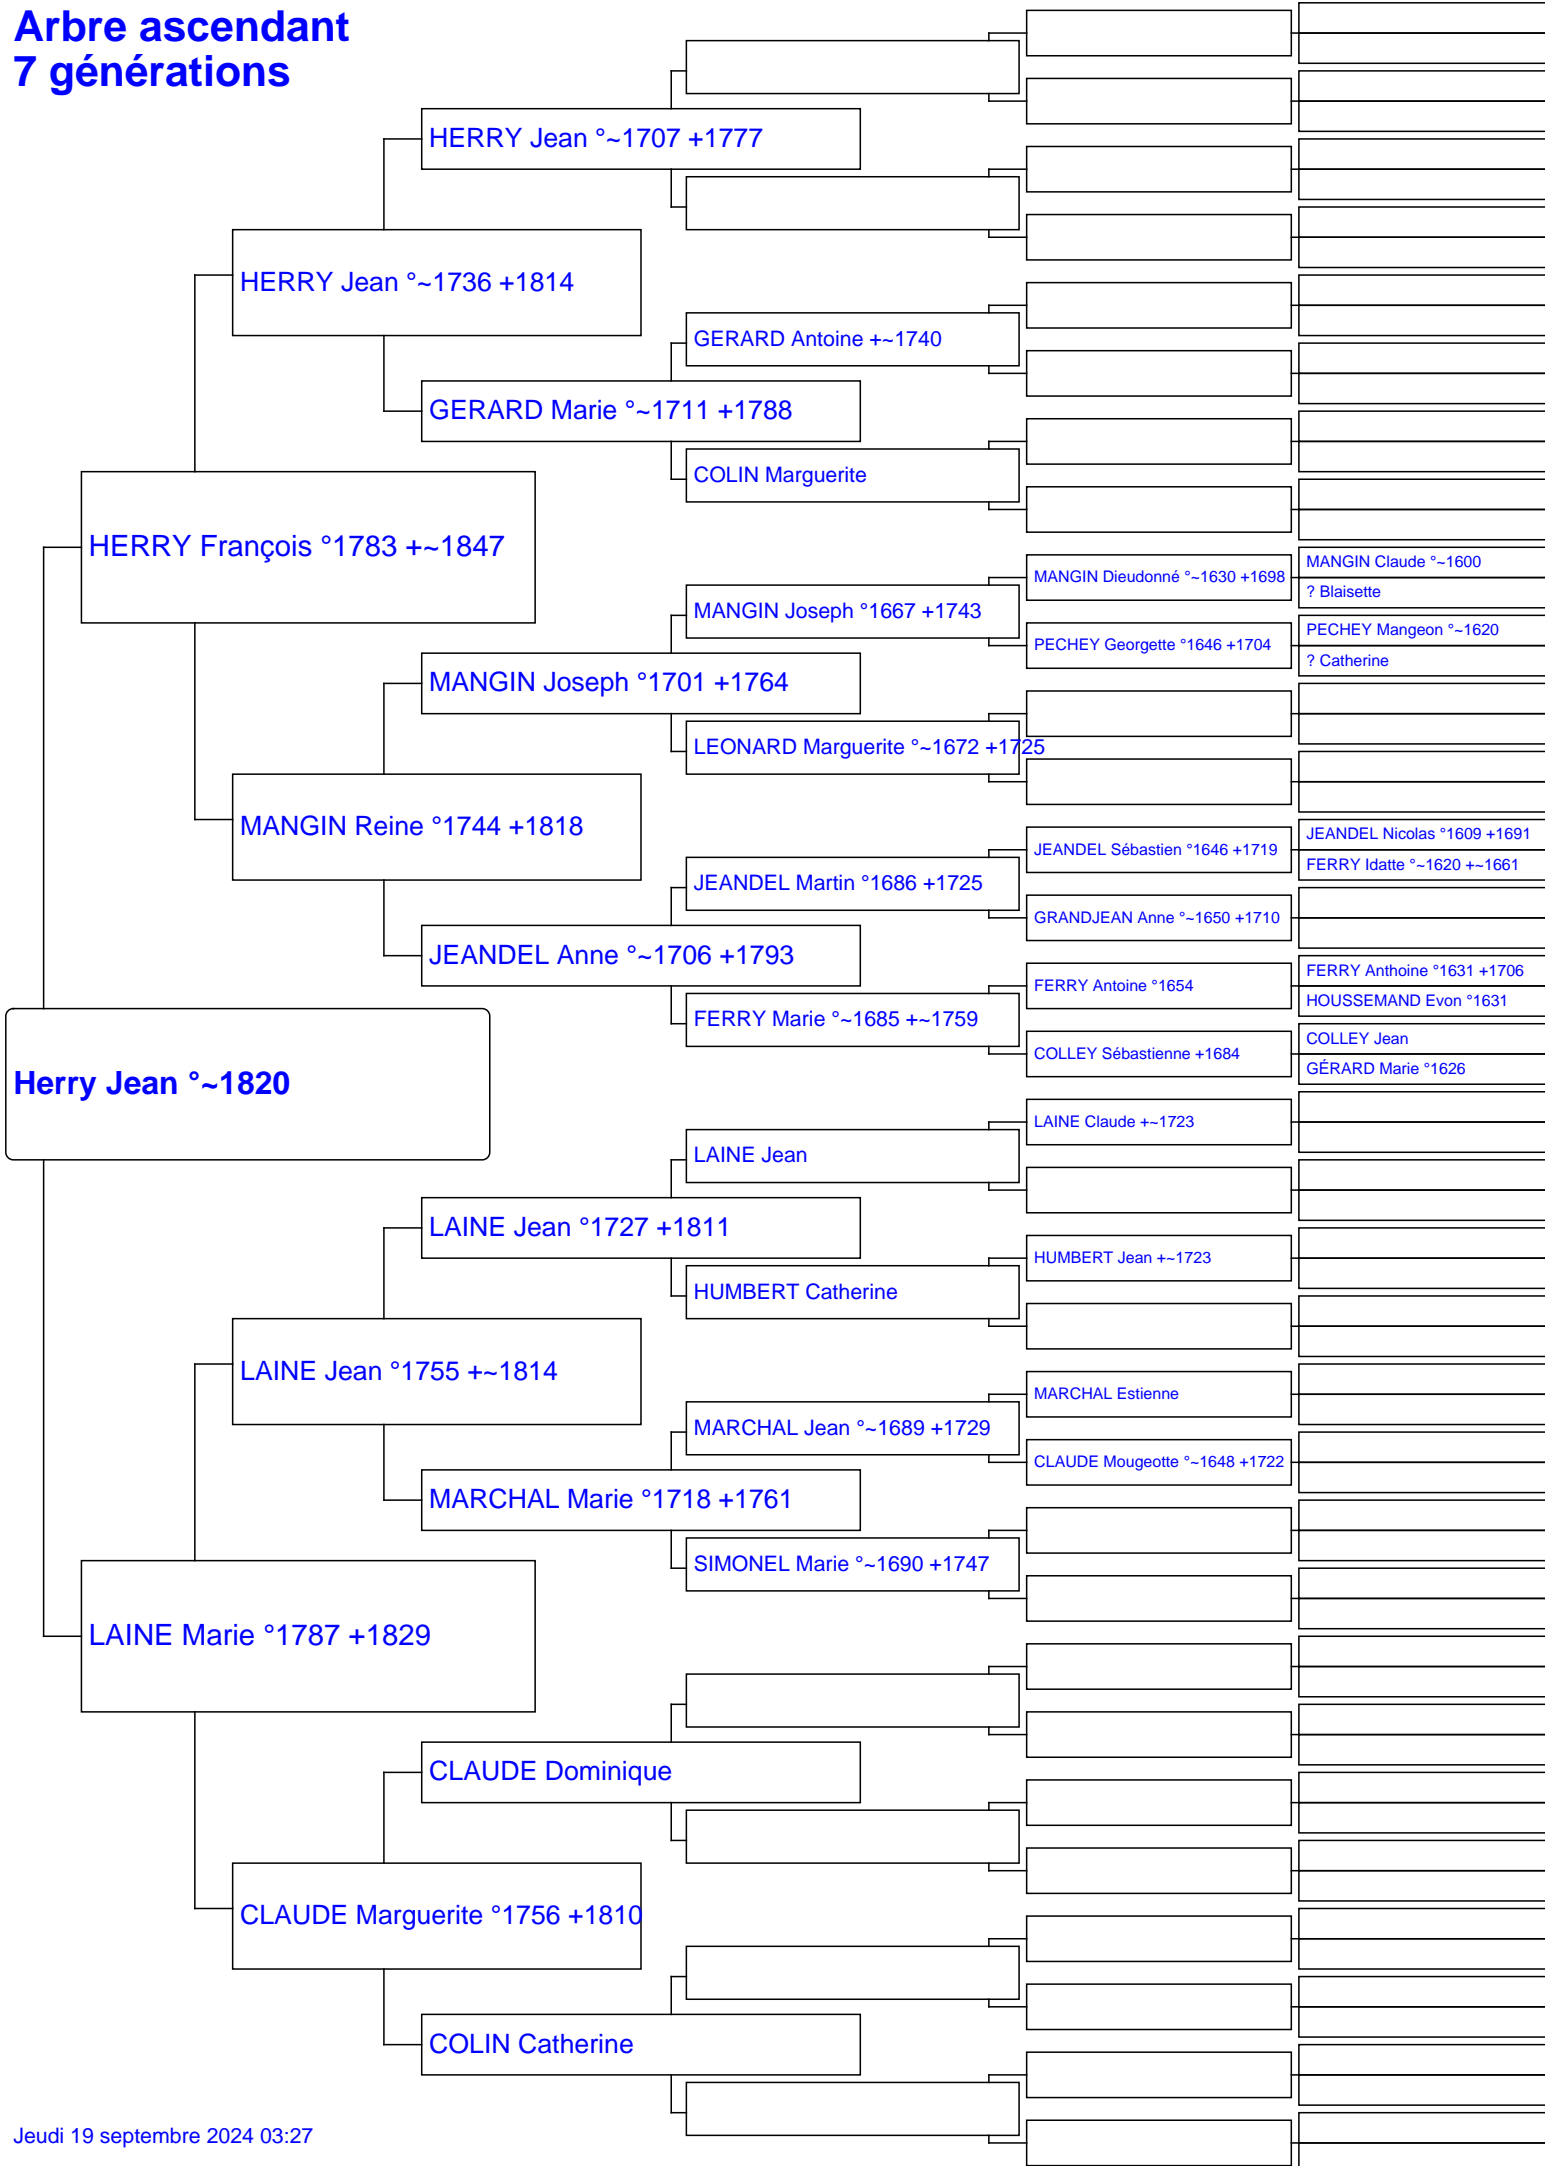 Arbre ascendant
7 générations
HERRY Jean °~1707 +1777
HERRY Jean °~1736 +1814
GERARD Antoine +~1740
GERARD Marie °~1711 +1788
COLIN Marguerite
HERRY François °1783 +~1847
MANGIN Claude °~1600
MANGIN Dieudonné °~1630 +1698
? Blaisette
MANGIN Joseph °1667 +1743
PECHEY Mangeon °~1620
PECHEY Georgette °1646 +1704
? Catherine
MANGIN Joseph °1701 +1764
LEONARD Marguerite °~1672 +1725
MANGIN Reine °1744 +1818
JEANDEL Nicolas °1609 +1691
JEANDEL Sébastien °1646 +1719
FERRY Idatte °~1620 +~1661
JEANDEL Martin °1686 +1725
GRANDJEAN Anne °~1650 +1710
JEANDEL Anne °~1706 +1793
FERRY Anthoine °1631 +1706
FERRY Antoine °1654
HOUSSEMAND Evon °1631
FERRY Marie °~1685 +~1759
COLLEY Jean
COLLEY Sébastienne +1684
GÉRARD Marie °1626
Herry Jean °~1820
LAINE Claude +~1723
LAINE Jean
LAINE Jean °1727 +1811
HUMBERT Jean +~1723
HUMBERT Catherine
LAINE Jean °1755 +~1814
MARCHAL Estienne
MARCHAL Jean °~1689 +1729
CLAUDE Mougeotte °~1648 +1722
MARCHAL Marie °1718 +1761
SIMONEL Marie °~1690 +1747
LAINE Marie °1787 +1829
CLAUDE Dominique
CLAUDE Marguerite °1756 +1810
COLIN Catherine
Jeudi 19 septembre 2024 03:27